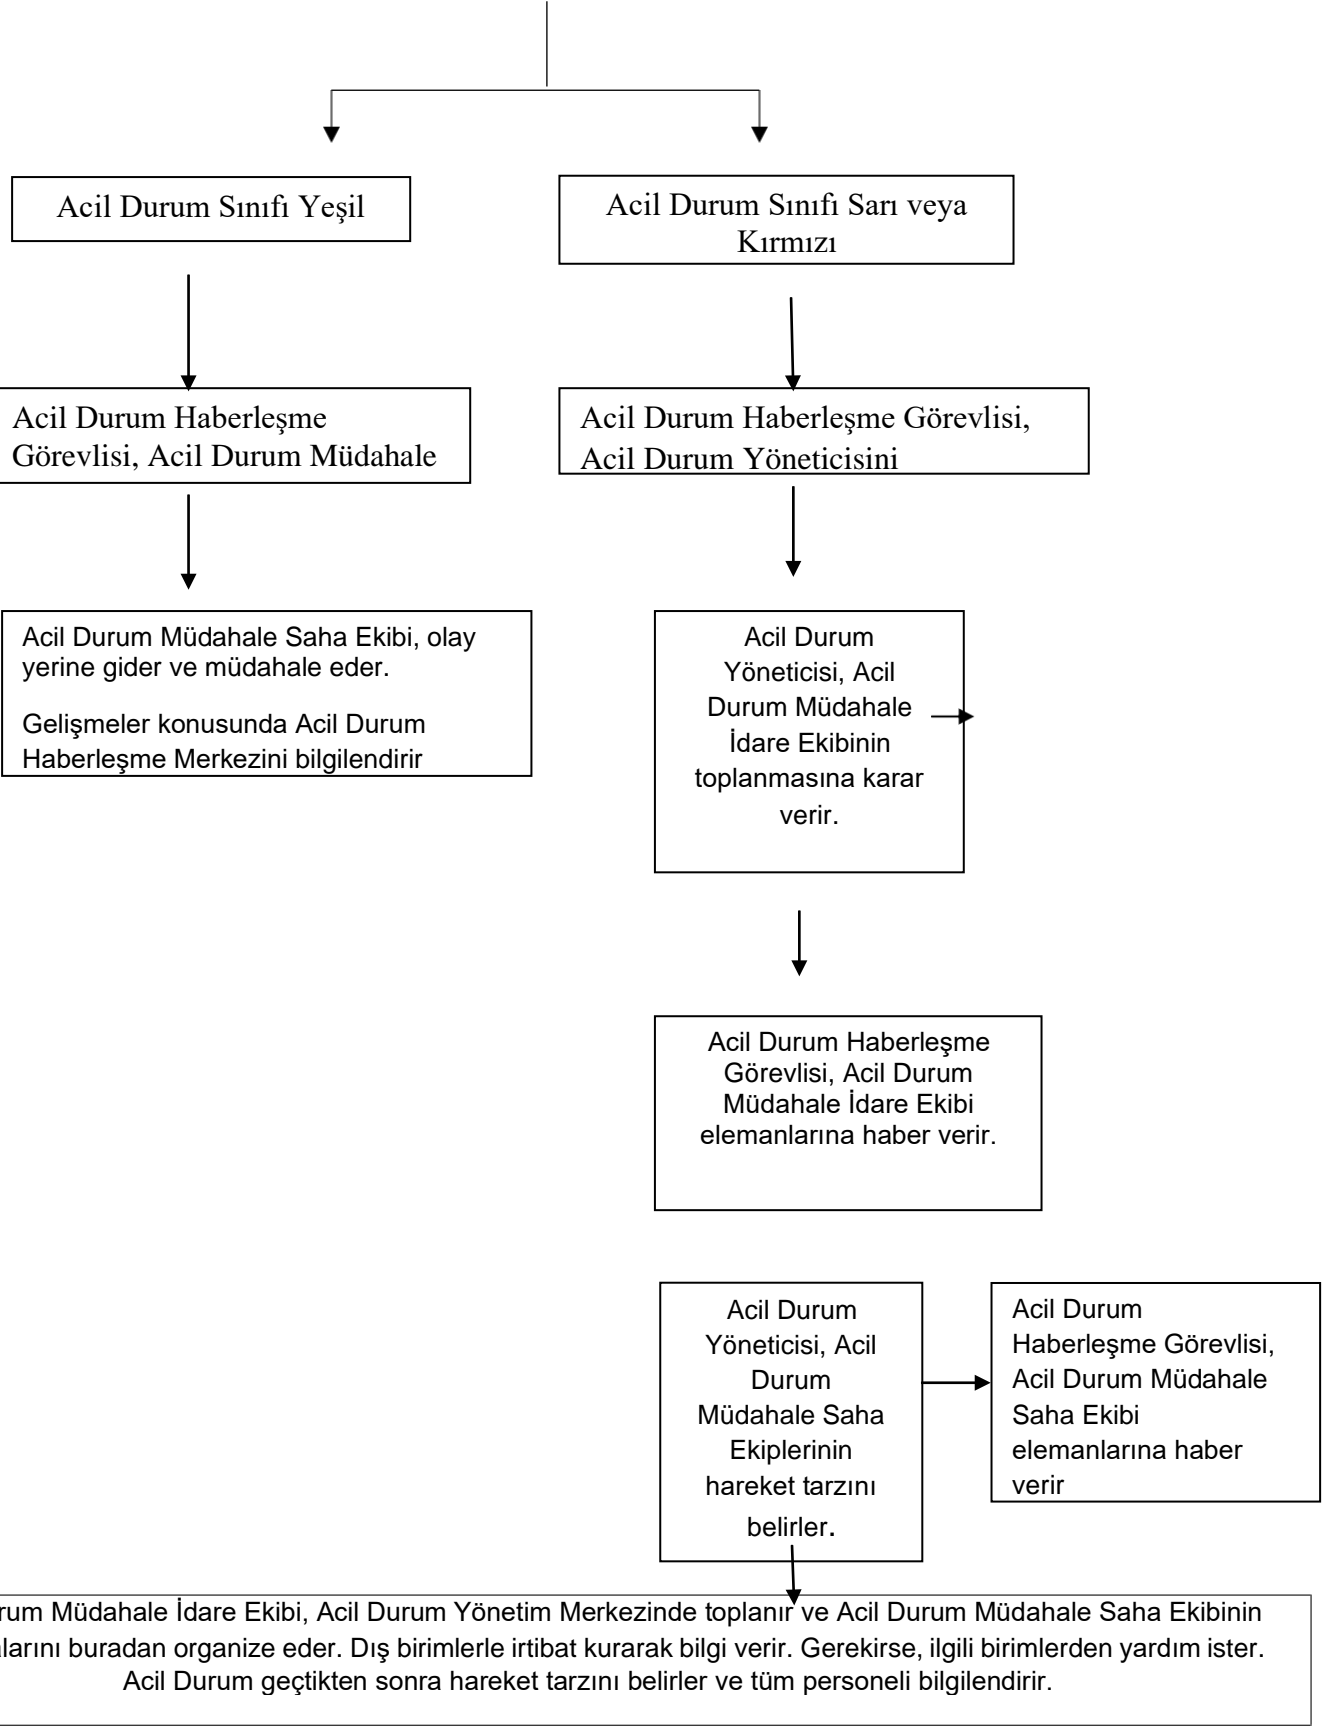 Acil Durum Sınıfı Yeşil
Acil Durum Sınıfı Sarı veya
Kırmızı
Acil Durum Haberleşme
Görevlisi, Acil Durum Müdahale
Acil Durum Haberleşme Görevlisi,
Acil Durum Yöneticisini
Acil Durum Müdahale Saha Ekibi, olay
yerine gider ve müdahale eder.
Gelişmeler konusunda Acil Durum
Haberleşme Merkezini bilgilendirir
Acil Durum
Yöneticisi, Acil
Durum Müdahale
İdare Ekibinin
toplanmasına karar
verir.
Acil Durum Haberleşme
Görevlisi, Acil Durum
Müdahale İdare Ekibi
elemanlarına haber verir.
Acil Durum
Yöneticisi, Acil
Durum
Müdahale Saha
Ekiplerinin
hareket tarzını
belirler.
Acil Durum
Haberleşme Görevlisi,
Acil Durum Müdahale
Saha Ekibi
elemanlarına haber
verir
rum Müdahale İdare Ekibi, Acil Durum Yönetim Merkezinde toplanır ve Acil Durum Müdahale Saha Ekibinin
alarını buradan organize eder. Dış birimlerle irtibat kurarak bilgi verir. Gerekirse, ilgili birimlerden yardım ister.
Acil Durum geçtikten sonra hareket tarzını belirler ve tüm personeli bilgilendirir.